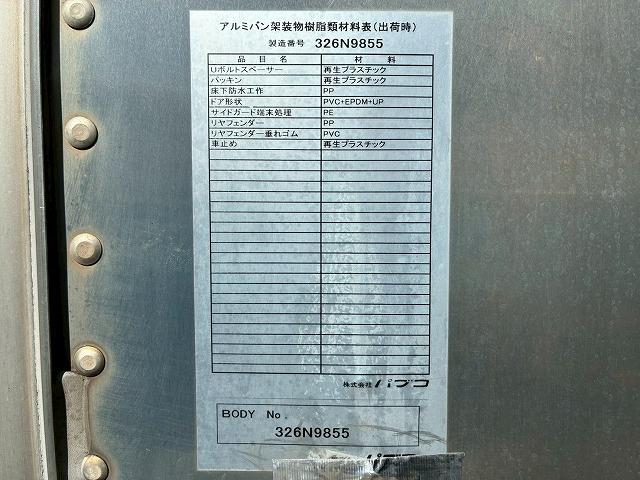 アルミバン架装物樹脂類材料表(出荷時)
製造番号 326N9855
品目名 材料
Uボルトスペーサー 再生プラスチック
パッキン 再生プラスチック
床下防水工作 PP
ドア形状 PVC+EPDM+UP
サイドガード端末処理 PE
リヤフェンダー PP
リヤフェンダー垂れゴム PVC
車止め 再生プラスチック
株式会社 パブコ
BODY No.
326N9855
パブコ